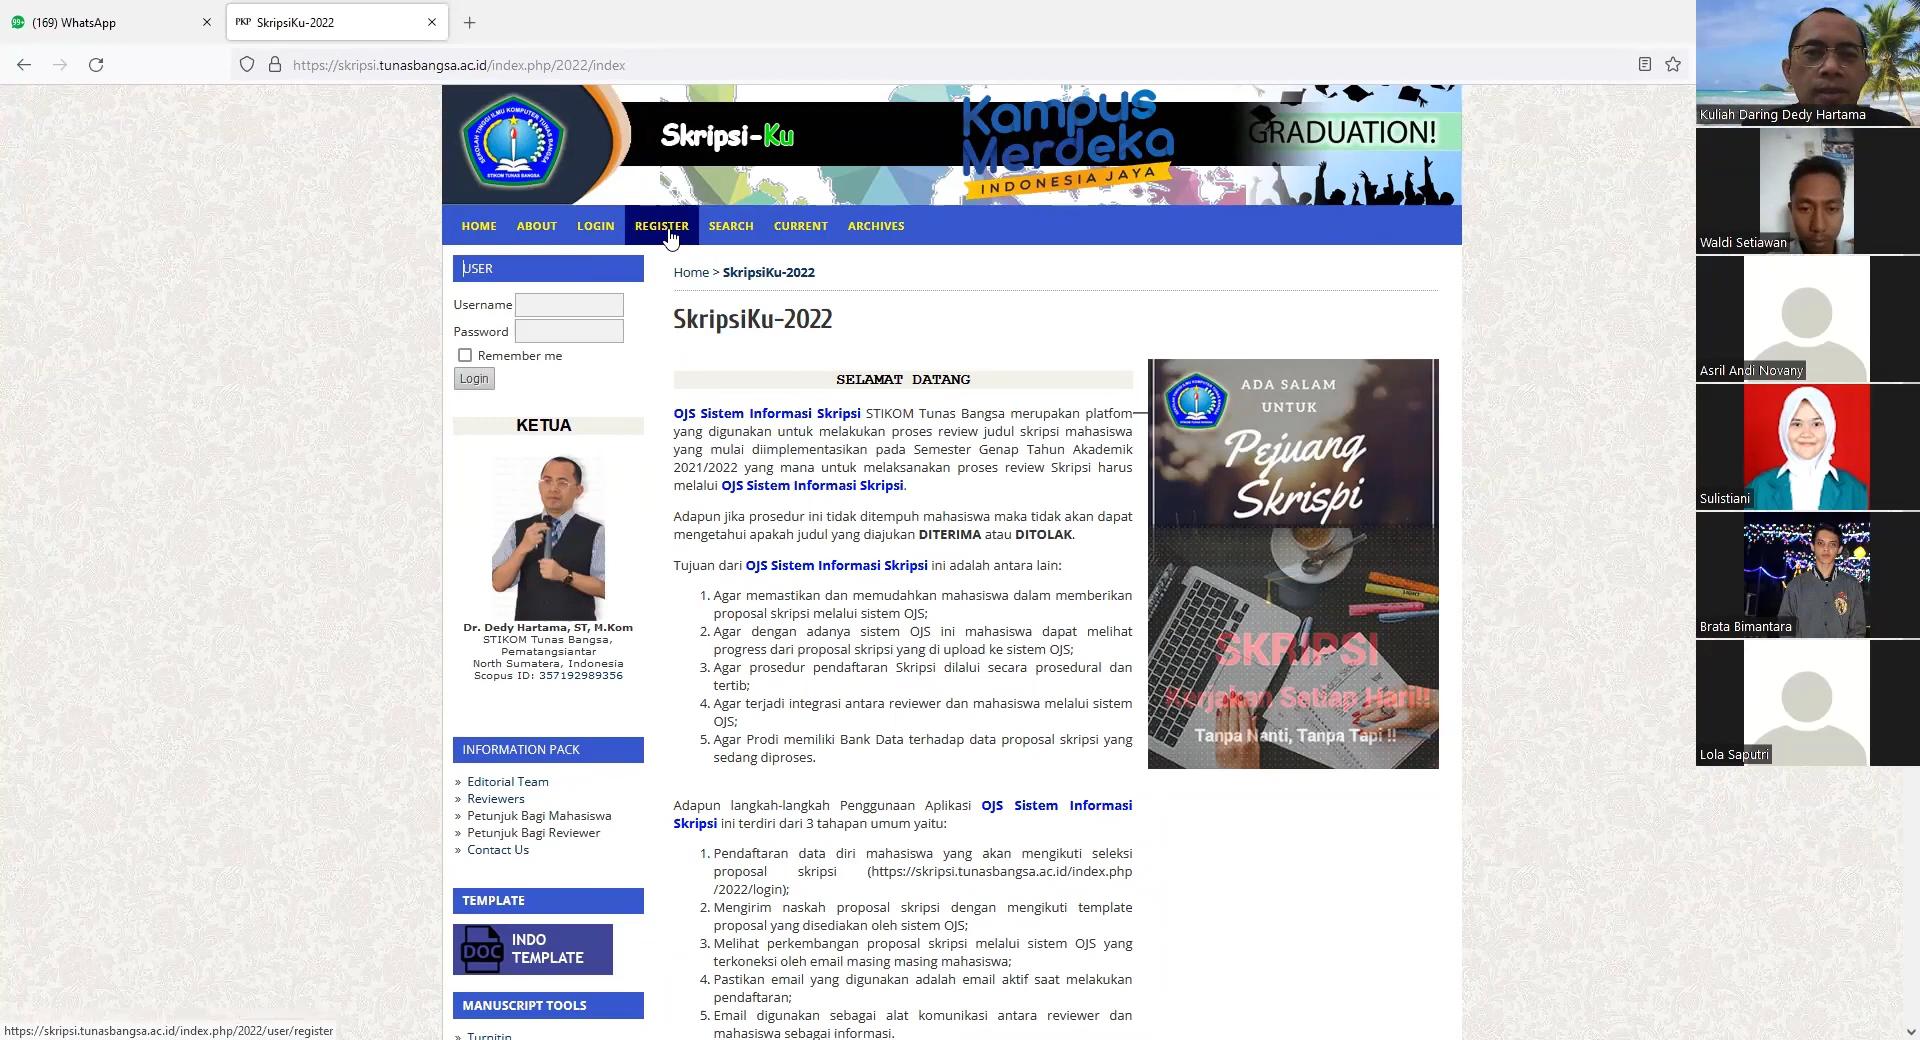 (169) WhatsApp
PKP SkripsiKu-2022
https://skripsi.tunasbangsa.ac.id/index.php/2022/index
SEKOLAH TINGGI ILMU KOMPUTER TUNAS BANGSA
STIKOM TUNAS BANGSA
Skripsi-Ku
Kampus
Merdeka
INDONESIA JAYA
GRADUATION!
HOME ABOUT LOGIN REGISTER SEARCH CURRENT ARCHIVES
USER
Username
Password
Remember me
Login
KETUA
Dr. Dedy Hartama, ST, M.Kom
STIKOM Tunas Bangsa,
Pematangsiantar
North Sumatera, Indonesia
Scopus ID: 357192989356
INFORMATION PACK
» Editorial Team
» Reviewers
» Petunjuk Bagi Mahasiswa
» Petunjuk Bagi Reviewer
» Contact Us
TEMPLATE
DOC
INDO
TEMPLATE
MANUSCRIPT TOOLS
» Turnitin
Home > SkripsiKu-2022
SkripsiKu-2022
SELAMAT DATANG
OJS Sistem Informasi Skripsi STIKOM Tunas Bangsa merupakan platfom
yang digunakan untuk melakukan proses review judul skripsi mahasiswa
yang mulai diimplementasikan pada Semester Genap Tahun Akademik
2021/2022 yang mana untuk melaksanakan proses review Skripsi harus
melalui OJS Sistem Informasi Skripsi.
Adapun jika prosedur ini tidak ditempuh mahasiswa maka tidak akan dapat
mengetahui apakah judul yang diajukan DITERIMA atau DITOLAK.
Tujuan dari OJS Sistem Informasi Skripsi ini adalah antara lain:
1. Agar memastikan dan memudahkan mahasiswa dalam memberikan
proposal skripsi melalui sistem OJS;
2. Agar dengan adanya sistem OJS ini mahasiswa dapat melihat
progress dari proposal skripsi yang di upload ke sistem OJS;
3. Agar prosedur pendaftaran Skripsi dilalui secara prosedural dan
tertib;
4. Agar terjadi integrasi antara reviewer dan mahasiswa melalui sistem
OJS;
5. Agar Prodi memiliki Bank Data terhadap data proposal skripsi yang
sedang diproses.
Adapun langkah-langkah Penggunaan Aplikasi OJS Sistem Informasi
Skripsi ini terdiri dari 3 tahapan umum yaitu:
1. Pendaftaran data diri mahasiswa yang akan mengikuti seleksi
proposal skripsi (https://skripsi.tunasbangsa.ac.id/index.php
/2022/login);
2. Mengirim naskah proposal skripsi dengan mengikuti template
proposal yang disediakan oleh sistem OJS;
3. Melihat perkembangan proposal skripsi melalui sistem OJS yang
terkoneksi oleh email masing masing mahasiswa;
4. Pastikan email yang digunakan adalah email aktif saat melakukan
pendaftaran;
5. Email digunakan sebagai alat komunikasi antara reviewer dan
mahasiswa sebagai informasi.
ADA SALAM
UNTUK
Pejuang
Skrispi
SKRIPSI
Kerjakan Setiap Hari!!
Tanpa Nanti, Tanpa Tapi !!
https://skripsi.tunasbangsa.ac.id/index.php/2022/user/register
Kuliah Daring Dedy Hartama
Waldi Setiawan
Asril Andi Novany
Sulistiani
Brata Bimantara
Lola Saputri